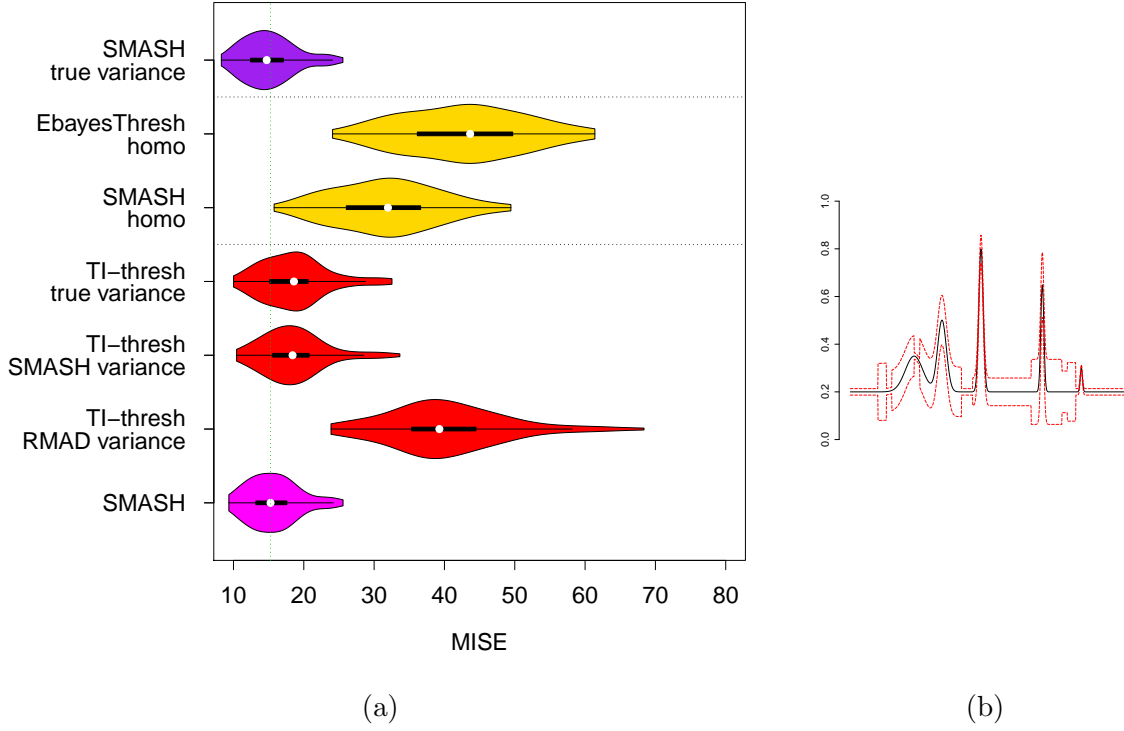 SMASH
true variance
EbayesThresh
homo
SMASH
homo
TI−thresh
true variance
TI−thresh
SMASH variance
TI−thresh
RMAD variance
SMASH
10 20 30 40 50 60 70 80
MISE
(a)
1.0
0.8
0.6
0.4
0.2
0.0
(b)